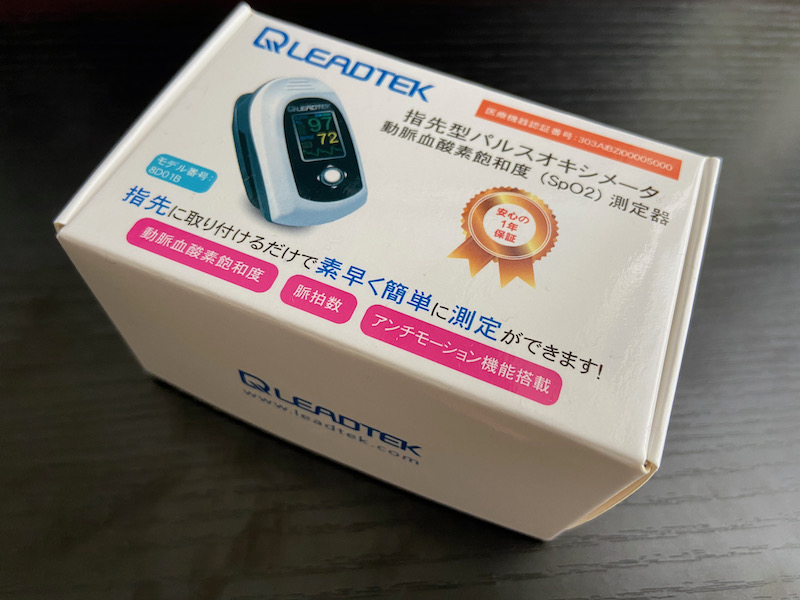 LEADTEK
医療機器認証番号:303AIBZI00005000
指先型パルスオキシメータ
動脈血酸素飽和度(SpO2)測定器
LEADTEK
97
72
モデル番号:
8D01B
安心の
1年
保証
指先に取り付けるだけで素早く簡単に測定ができます!
動脈血酸素飽和度
脈拍数
アンチモーション機能搭載
LEADTEK
www.leadtek.com